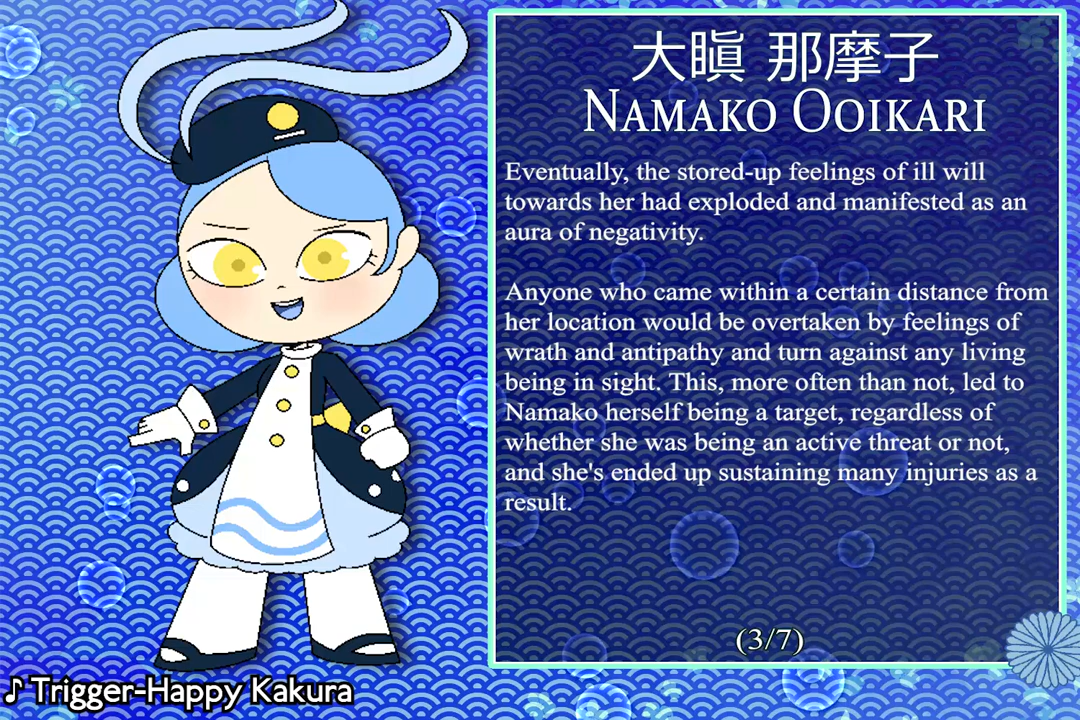 大瞋 那摩子
Namako Ooikari
Eventually, the stored-up feelings of ill will
towards her had exploded and manifested as an
aura of negativity.
Anyone who came within a certain distance from
her location would be overtaken by feelings of
wrath and antipathy and turn against any living
being in sight. This, more often than not, led to
Namako herself being a target, regardless of
whether she was being an active threat or not,
and she's ended up sustaining many injuries as a
result.
(3/7)
♪ Trigger-Happy Kakura